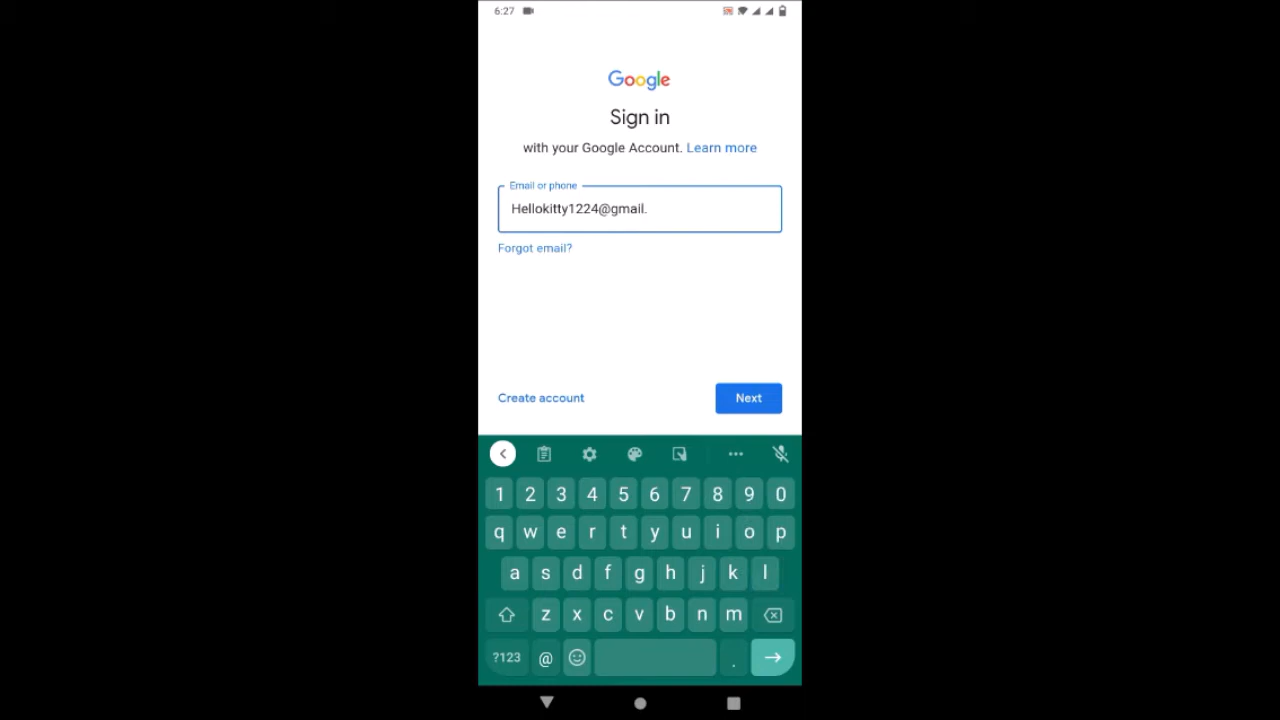 6:27
Google
Sign in
with your Google Account. Learn more
Email or phone
Hellokitty1224@gmail.
Forgot email?
Create account Next
1 2 3 4 5 6 7 8 9 0
q w e r t y u i o p
a s d f g h j k l
z x c v b n m
?123 @ .